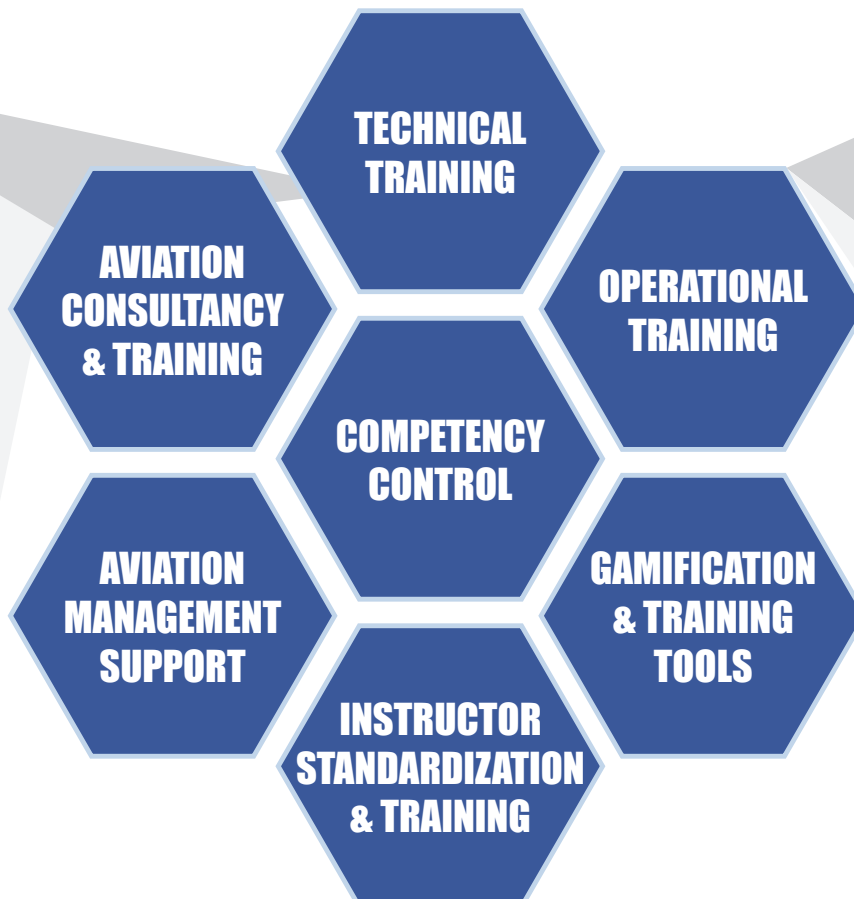 TECHNICAL
TRAINING
AVIATION
CONSULTANCY
& TRAINING
OPERATIONAL
TRAINING
COMPETENCY
CONTROL
AVIATION
MANAGEMENT
SUPPORT
GAMIFICATION
& TRAINING
TOOLS
INSTRUCTOR
STANDARDIZATION
& TRAINING